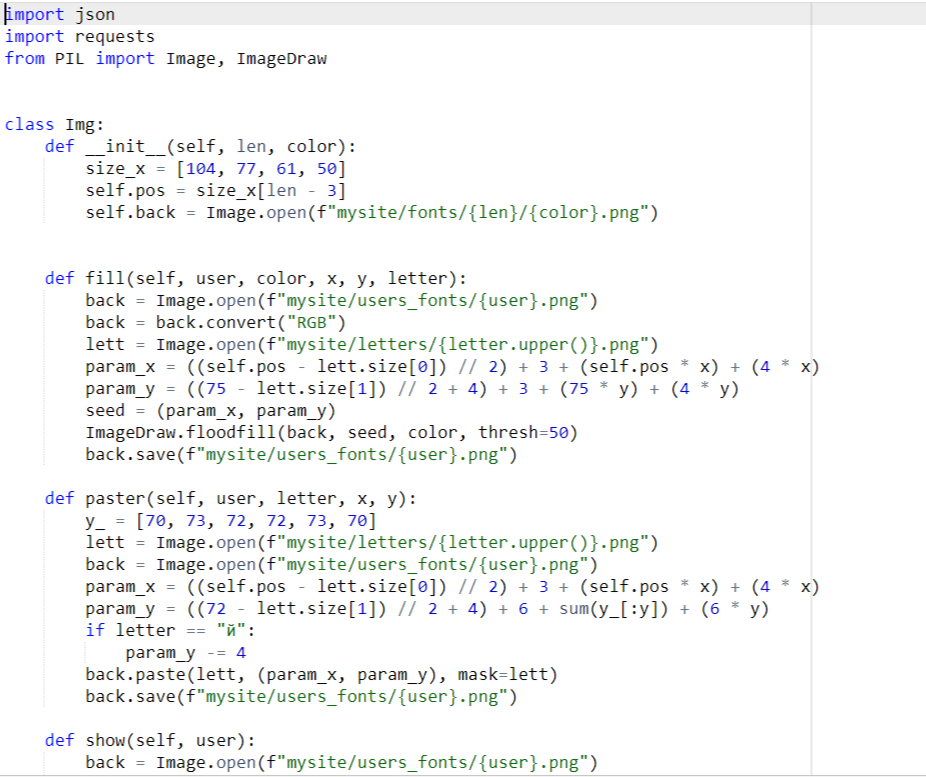 import json
import requests
from PIL import Image, ImageDraw
class Img:
    def __init__(self, len, color):
        size_x = [104, 77, 61, 50]
        self.pos = size_x[len - 3]
        self.back = Image.open(f"mysite/fonts/{len}/{color}.png")
    def fill(self, user, color, x, y, letter):
        back = Image.open(f"mysite/users_fonts/{user}.png")
        back = back.convert("RGB")
        lett = Image.open(f"mysite/letters/{letter.upper()}.png")
        param_x = ((self.pos - lett.size[0]) // 2) + 3 + (self.pos * x) + (4 * x)
        param_y = ((75 - lett.size[1]) // 2 + 4) + 3 + (75 * y) + (4 * y)
        seed = (param_x, param_y)
        ImageDraw.floodfill(back, seed, color, thresh=50)
        back.save(f"mysite/users_fonts/{user}.png")
    def paster(self, user, letter, x, y):
        y_ = [70, 73, 72, 72, 73, 70]
        lett = Image.open(f"mysite/letters/{letter.upper()}.png")
        back = Image.open(f"mysite/users_fonts/{user}.png")
        param_x = ((self.pos - lett.size[0]) // 2) + 3 + (self.pos * x) + (4 * x)
        param_y = ((72 - lett.size[1]) // 2 + 4) + 6 + sum(y_[:y]) + (6 * y)
        if letter == "й":
            param_y -= 4
        back.paste(lett, (param_x, param_y), mask=lett)
        back.save(f"mysite/users_fonts/{user}.png")
    def show(self, user):
        back = Image.open(f"mysite/users_fonts/{user}.png")